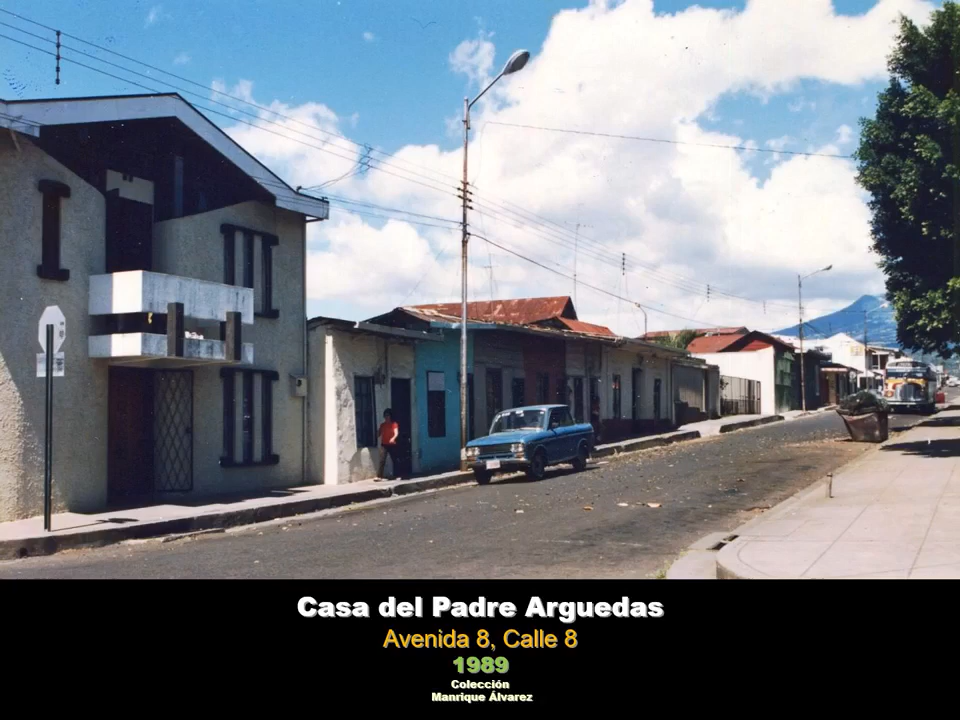 Casa del Padre Arguedas
Avenida 8, Calle 8
1989
Colección
Manrique Álvarez